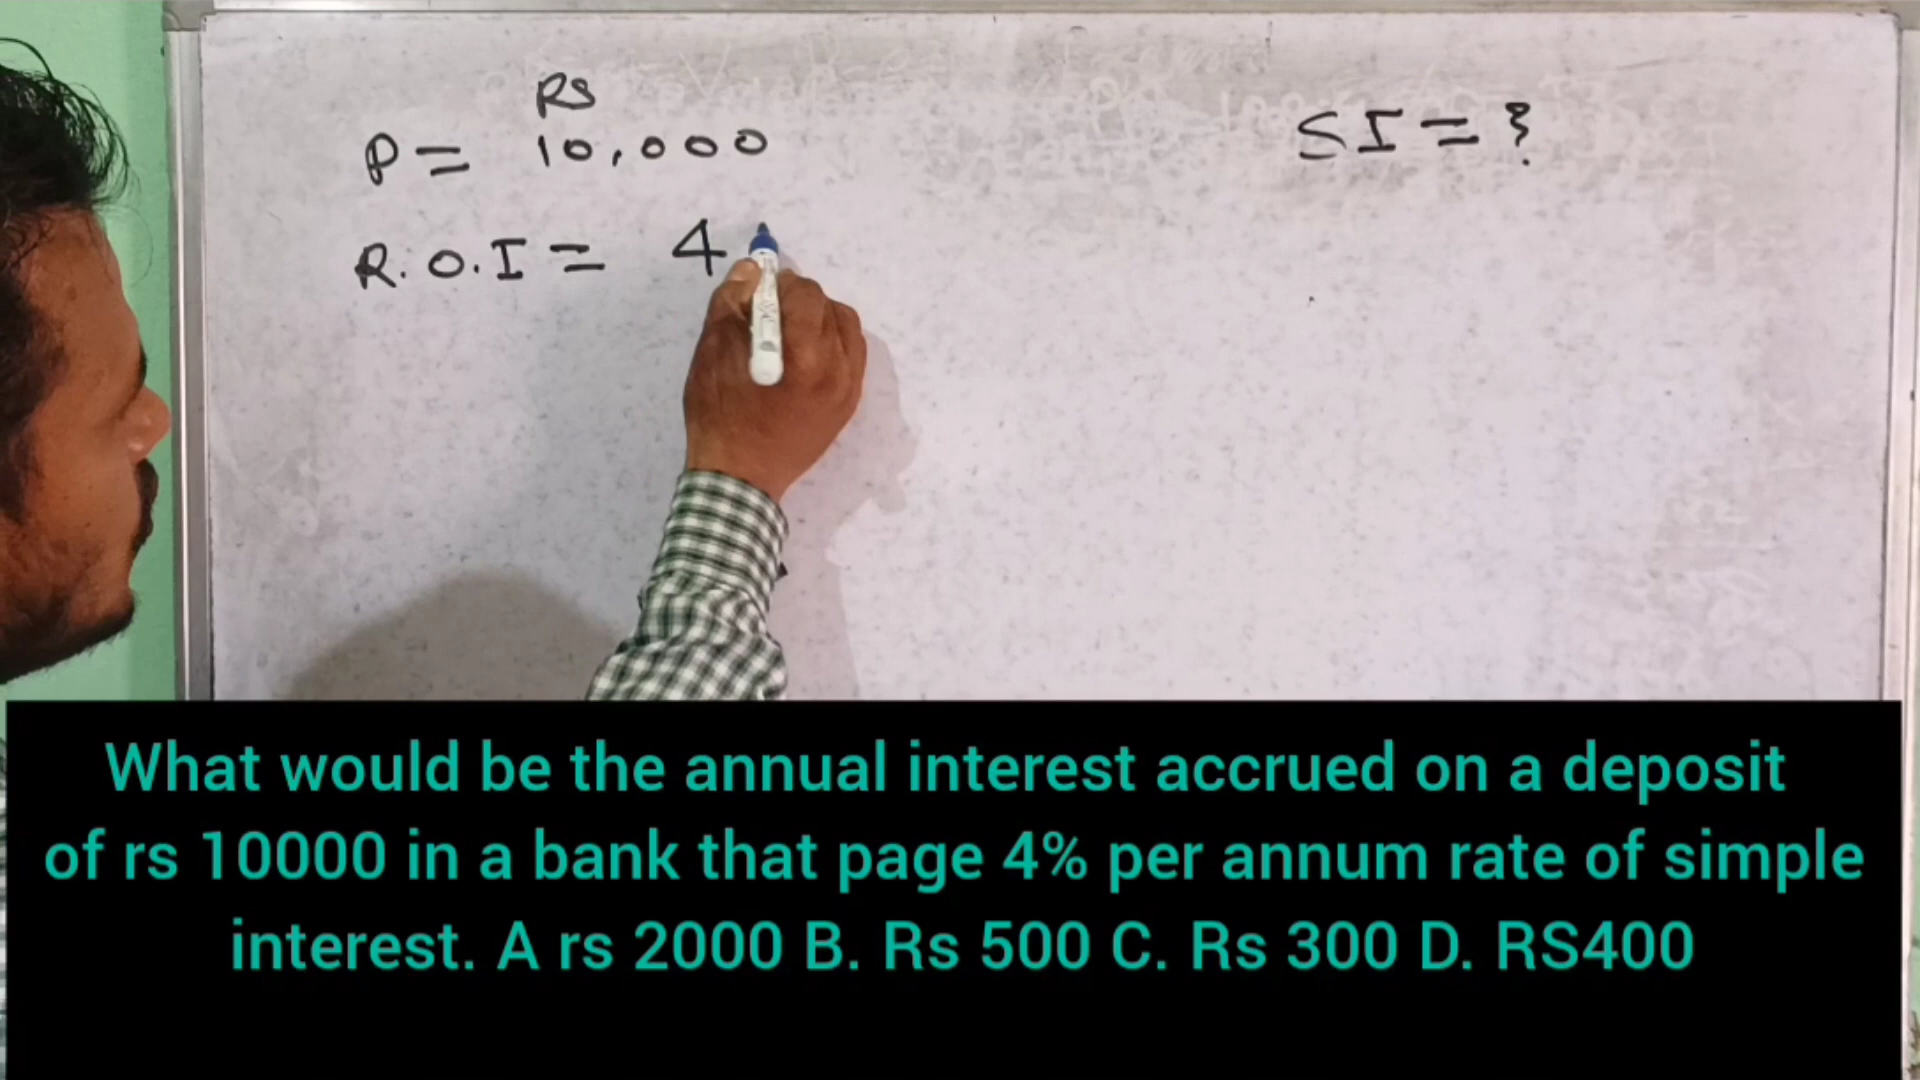 Rs
P = 10,000
SI = ?
R.O.I = 4
What would be the annual interest accrued on a deposit
of rs 10000 in a bank that page 4% per annum rate of simple
interest. A rs 2000 B. Rs 500 C. Rs 300 D. RS400